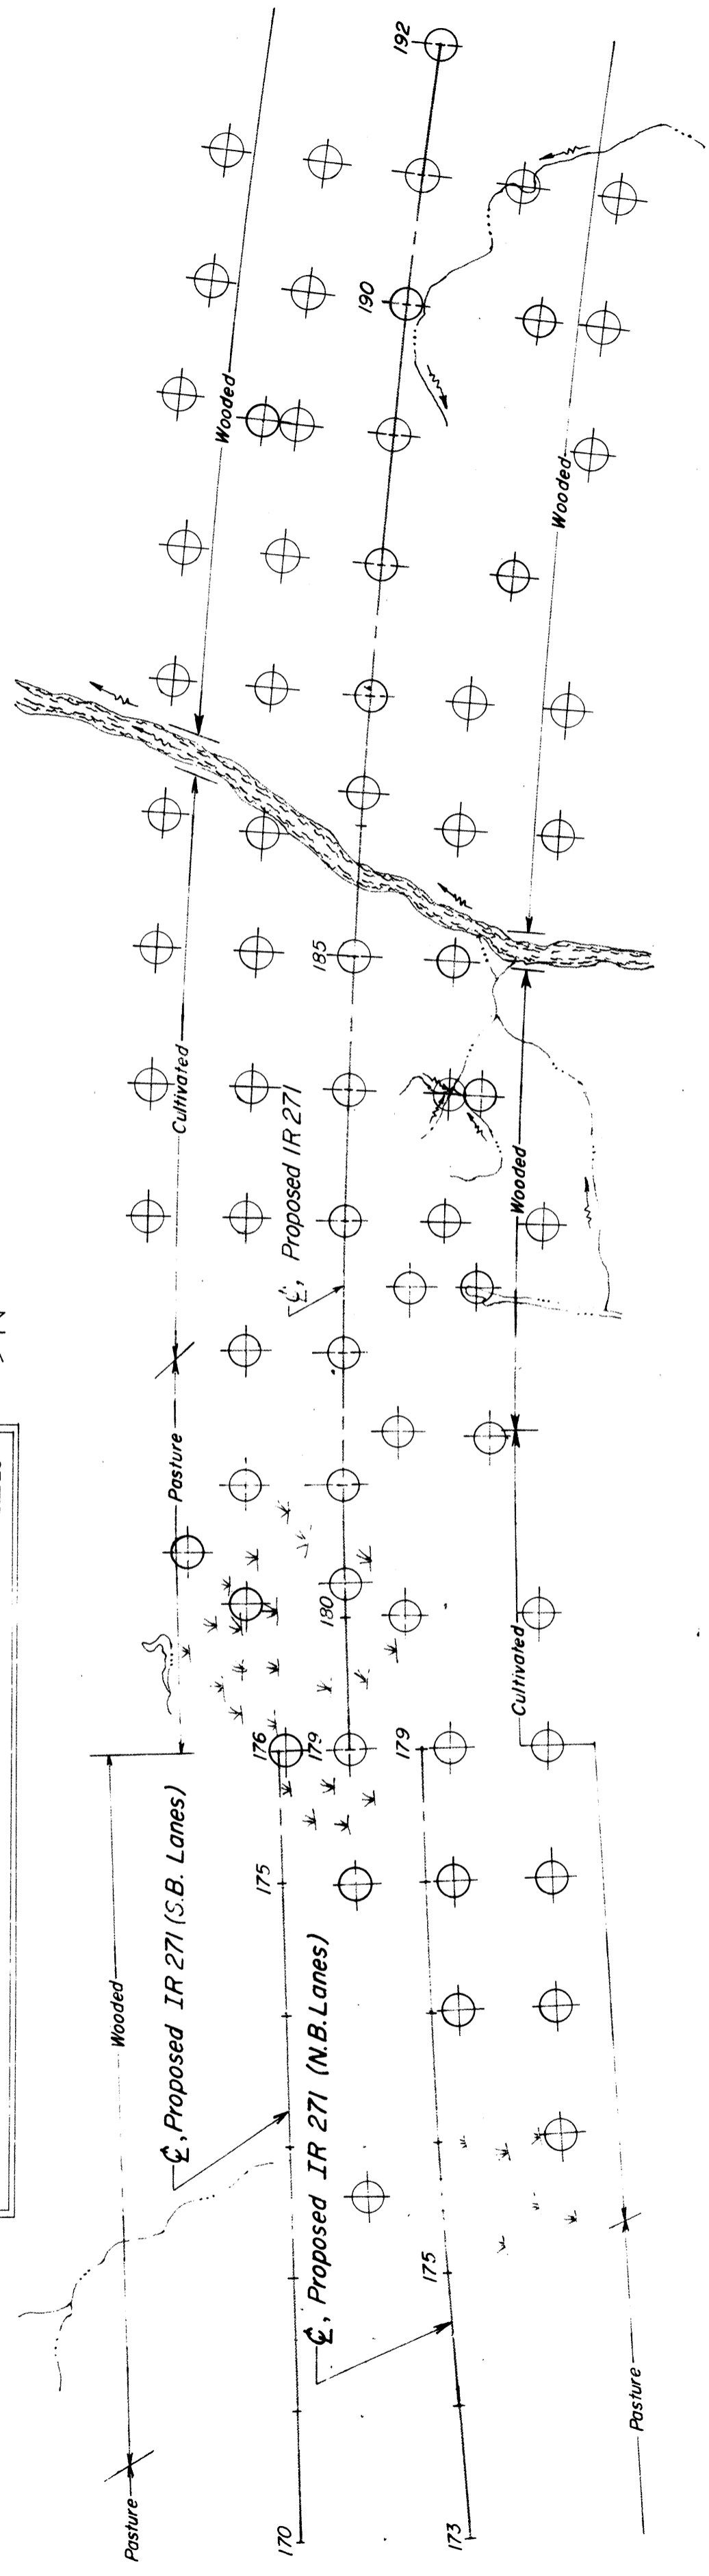 192
190
Wooded
Wooded
185
Cultivated
℄, Proposed IR 271
Wooded
Pasture
180
Cultivated
176
179
179
175
℄, Proposed IR 271 (S.B. Lanes)
Wooded
℄, Proposed IR 271 (N.B. Lanes)
175
Pasture
Pasture
170
173
N